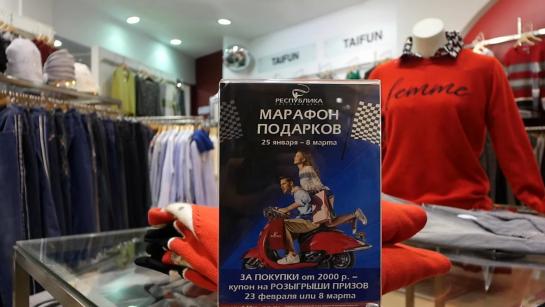 TAIFUN
TAIFUN
femme
РЕСПУБЛИКА
МАРАФОН
ПОДАРКОВ
25 января – 8 марта
ЗА ПОКУПКИ от 2000 р. –
купон на РОЗЫГРЫШИ ПРИЗОВ
23 февраля или 8 марта